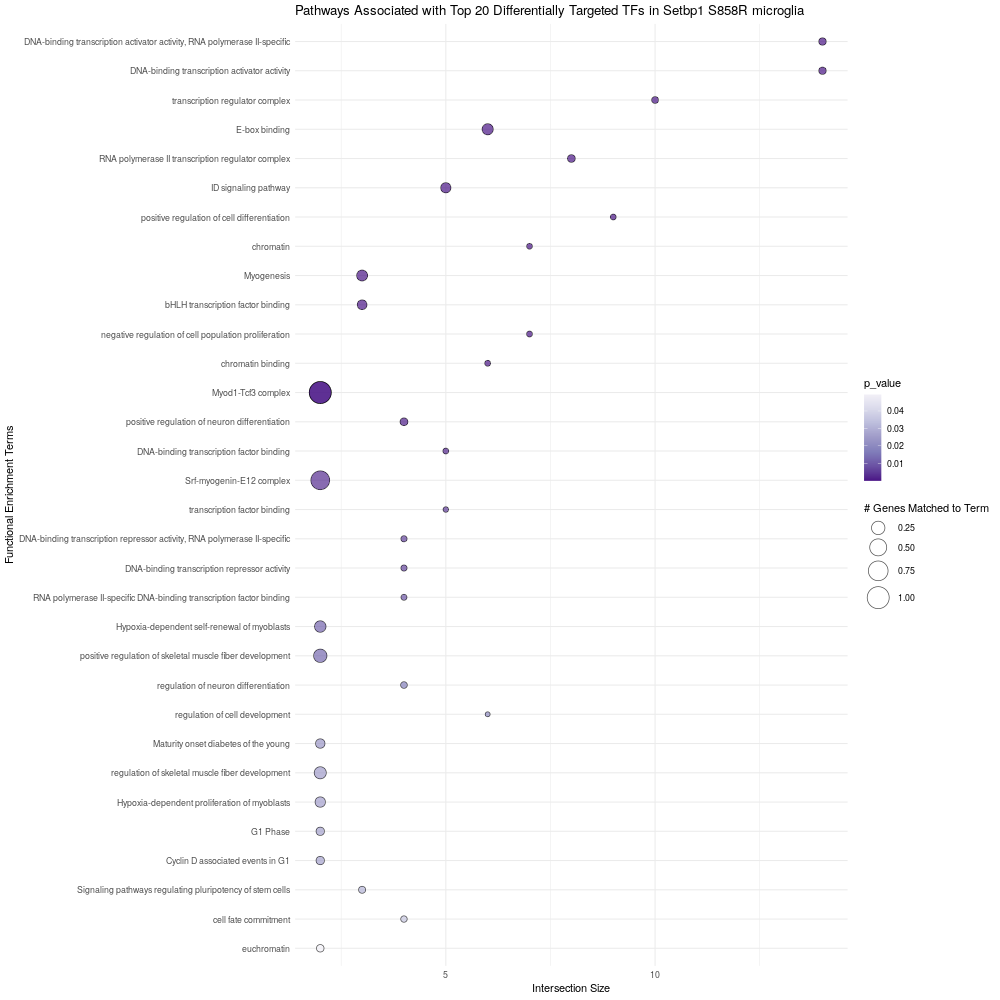 Pathways Associated with Top 20 Differentially Targeted TFs in Setbp1 S858R microglia
Functional Enrichment Terms
DNA-binding transcription activator activity, RNA polymerase II-specific
DNA-binding transcription activator activity
transcription regulator complex
E-box binding
RNA polymerase II transcription regulator complex
ID signaling pathway
positive regulation of cell differentiation
chromatin
Myogenesis
bHLH transcription factor binding
negative regulation of cell population proliferation
chromatin binding
Myod1-Tcf3 complex
positive regulation of neuron differentiation
DNA-binding transcription factor binding
Srf-myogenin-E12 complex
transcription factor binding
DNA-binding transcription repressor activity, RNA polymerase II-specific
DNA-binding transcription repressor activity
RNA polymerase II-specific DNA-binding transcription factor binding
Hypoxia-dependent self-renewal of myoblasts
positive regulation of skeletal muscle fiber development
regulation of neuron differentiation
regulation of cell development
Maturity onset diabetes of the young
regulation of skeletal muscle fiber development
Hypoxia-dependent proliferation of myoblasts
G1 Phase
Cyclin D associated events in G1
Signaling pathways regulating pluripotency of stem cells
cell fate commitment
euchromatin
5 10
Intersection Size
p_value
0.04
0.03
0.02
0.01
# Genes Matched to Term
0.25
0.50
0.75
1.00